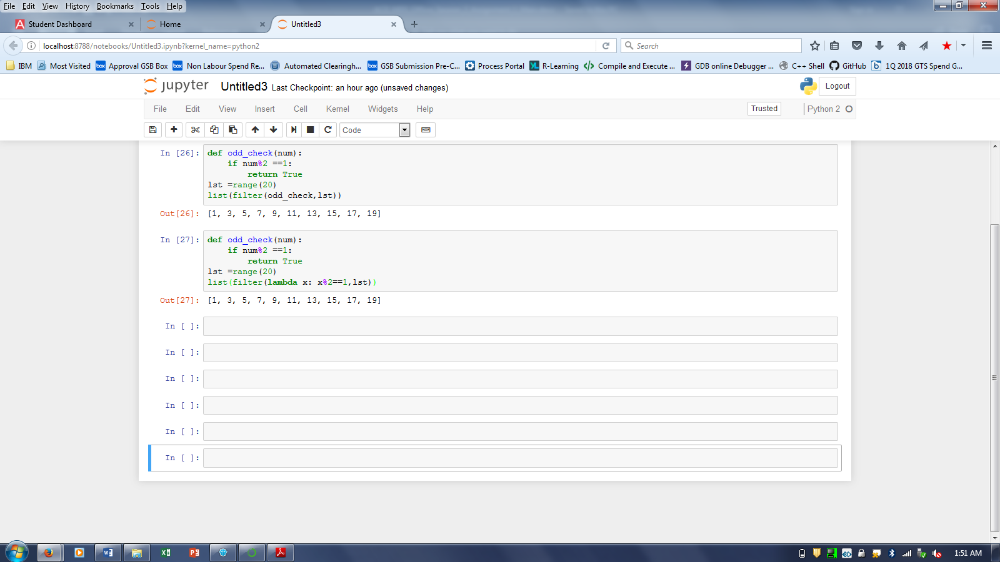 File Edit View History Bookmarks Tools Help
Student Dashboard Home Untitled3
localhost:8788/notebooks/Untitled3.ipynb?kernel_name=python2 Search
IBM Most Visited Approval GSB Box Non Labour Spend Re... Automated Clearingh... GSB Submission Pre-C... Process Portal R-Learning Compile and Execute ... GDB online Debugger ... C++ Shell GitHub 1Q 2018 GTS Spend G...
jupyter Untitled3 Last Checkpoint: an hour ago (unsaved changes) Logout
File Edit View Insert Cell Kernel Widgets Help Trusted Python 2
Code
In [26]: def odd_check(num):
if num%2 ==1:
return True
lst =range(20)
list(filter(odd_check,lst))
Out[26]: [1, 3, 5, 7, 9, 11, 13, 15, 17, 19]
In [27]: def odd_check(num):
if num%2 ==1:
return True
lst =range(20)
list(filter(lambda x: x%2==1,lst))
Out[27]: [1, 3, 5, 7, 9, 11, 13, 15, 17, 19]
In [ ]:
In [ ]:
In [ ]:
In [ ]:
In [ ]:
In [ ]:
1:51 AM